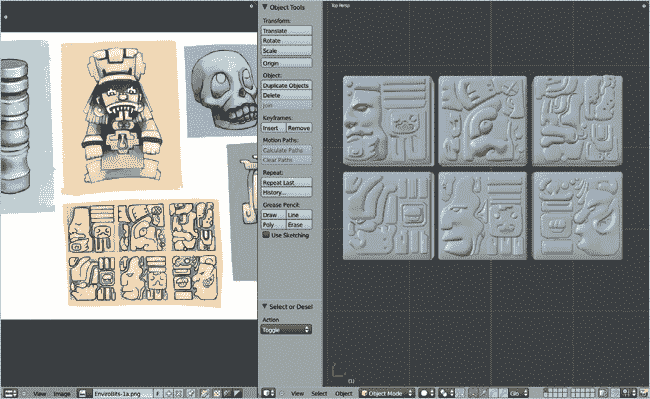 Object Tools
Top Persp
Transform:
Translate
Rotate
Scale
Origin
Object:
Duplicate Objects
Delete
Join
Keyframes:
Insert Remove
Motion Paths:
Calculate Paths
Clear Paths
Repeat:
Repeat Last
History...
Grease Pencil:
Draw Line
Poly Erase
Use Sketching
Select or Desel
Action
Toggle
(1)
View Image EnviroBits-1a.png F
View Select Object Object Mode Glo